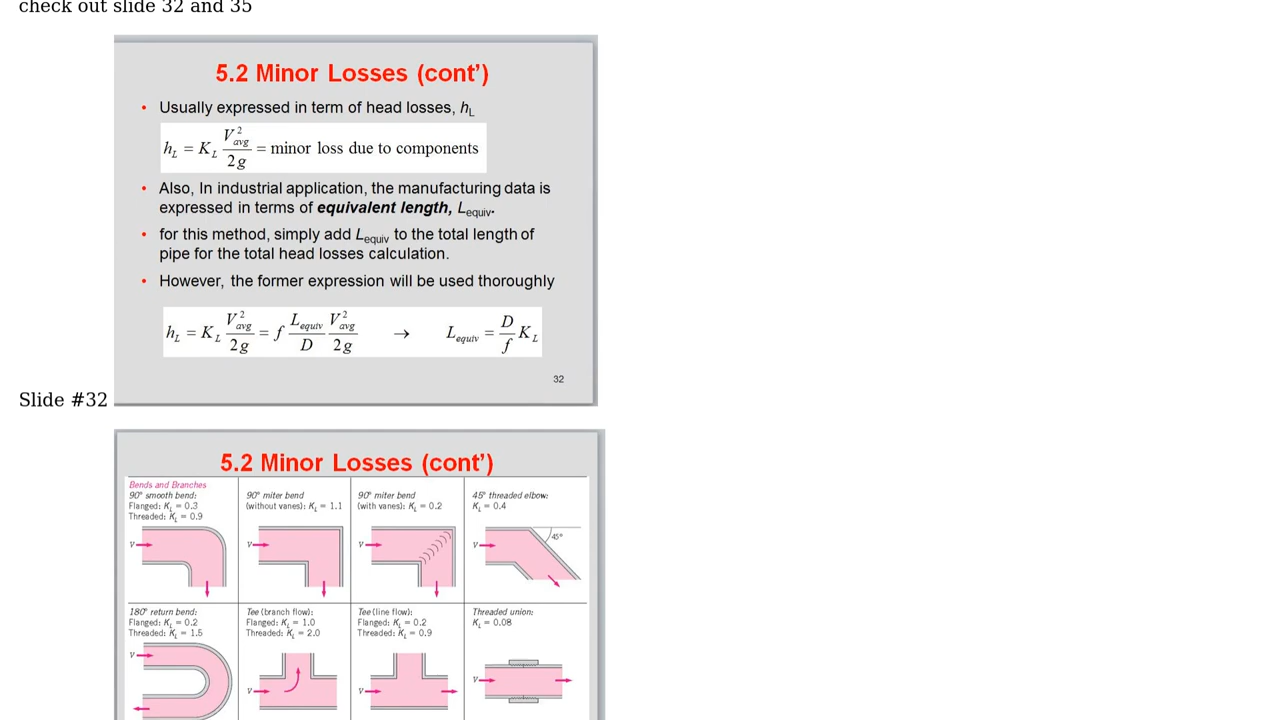 check out slide 32 and 35
5.2 Minor Losses (cont’)
• Usually expressed in term of head losses, hL
hL = KL V²avg / 2g = minor loss due to components
• Also, In industrial application, the manufacturing data is
expressed in terms of equivalent length, Lequiv.
• for this method, simply add Lequiv to the total length of
pipe for the total head losses calculation.
• However, the former expression will be used thoroughly
hL = KL V²avg / 2g = f Lequiv / D V²avg / 2g → Lequiv = D / f KL
32
Slide #32
5.2 Minor Losses (cont’)
Bends and Branches
90° smooth bend:
Flanged: KL = 0.3
Threaded: KL = 0.9
V
90° miter bend
(without vanes): KL = 1.1
V
90° miter bend
(with vanes): KL = 0.2
V
45° threaded elbow:
KL = 0.4
45°
V
180° return bend:
Flanged: KL = 0.2
Threaded: KL = 1.5
V
Tee (branch flow):
Flanged: KL = 1.0
Threaded: KL = 2.0
V
Tee (line flow):
Flanged: KL = 0.2
Threaded: KL = 0.9
V
Threaded union:
KL = 0.08
V